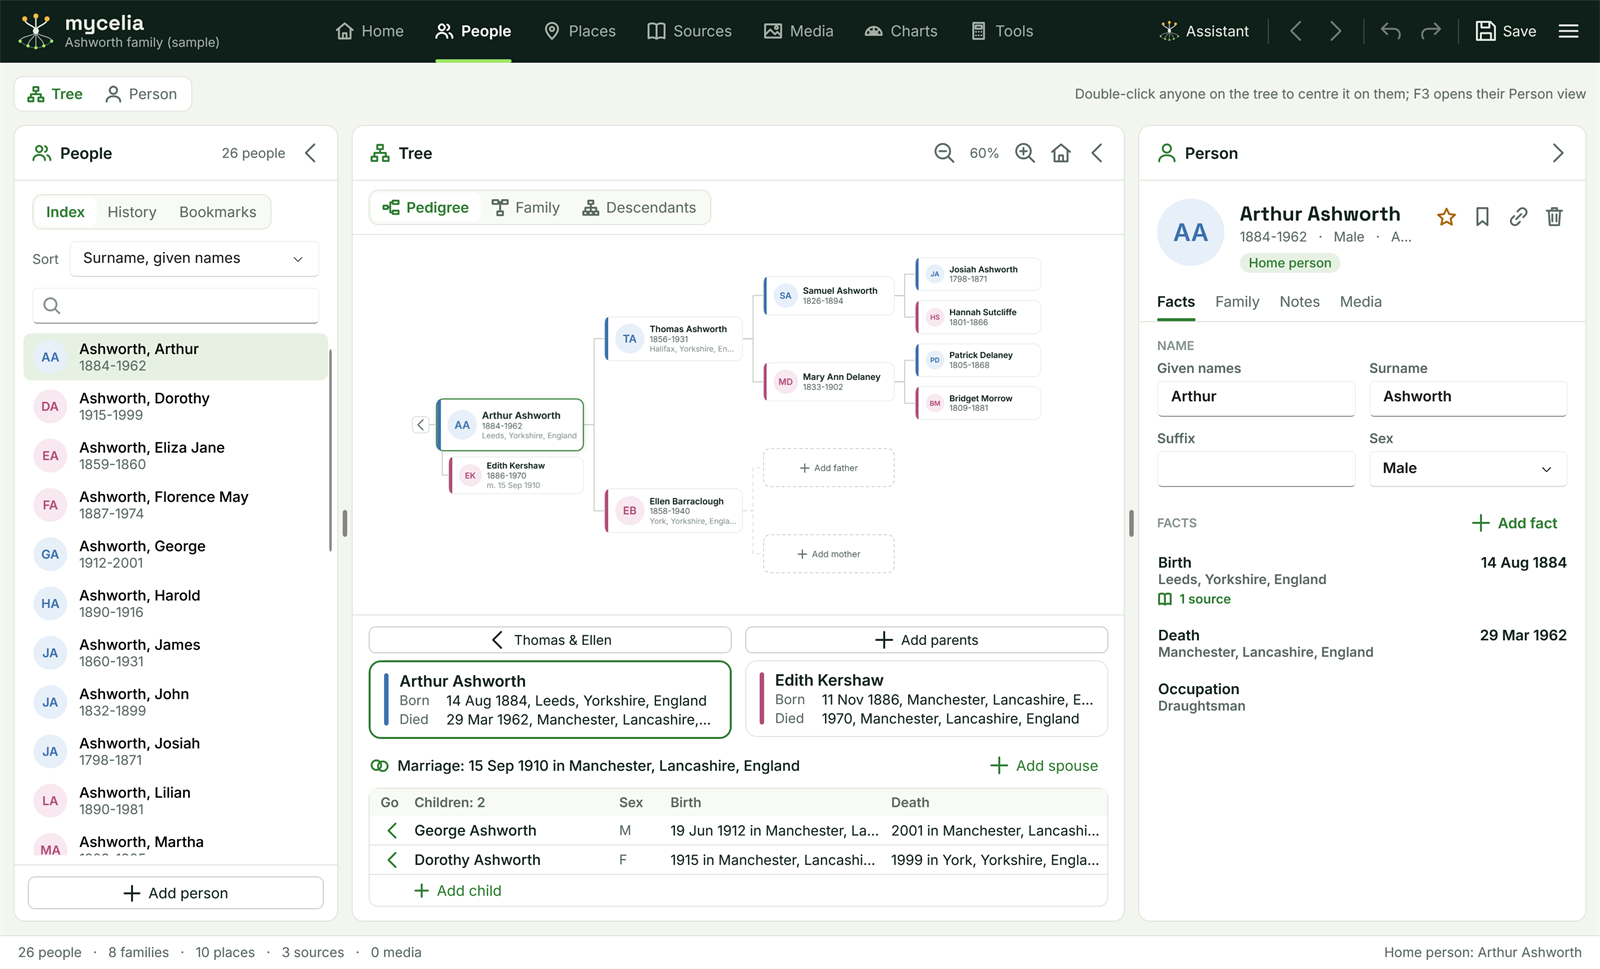 mycelia
Ashworth family (sample)
Home
People
Places
Sources
Media
Charts
Tools
Assistant
Save
Tree
Person
Double-click anyone on the tree to centre it on them; F3 opens their Person view
People
26 people
Index
History
Bookmarks
Sort
Surname, given names
AA
Ashworth, Arthur
1884-1962
DA
Ashworth, Dorothy
1915-1999
EA
Ashworth, Eliza Jane
1859-1860
FA
Ashworth, Florence May
1887-1974
GA
Ashworth, George
1912-2001
HA
Ashworth, Harold
1890-1916
JA
Ashworth, James
1860-1931
JA
Ashworth, John
1832-1899
JA
Ashworth, Josiah
1798-1871
LA
Ashworth, Lilian
1890-1981
MA
Ashworth, Martha
Add person
Tree
60%
Pedigree
Family
Descendants
AA
Arthur Ashworth
1884-1962
Leeds, Yorkshire, England
EK
Edith Kershaw
1886-1970
m. 15 Sep 1910
TA
Thomas Ashworth
1856-1931
Halifax, Yorkshire, En...
EB
Ellen Barraclough
1858-1940
York, Yorkshire, Engla...
SA
Samuel Ashworth
1826-1894
MD
Mary Ann Delaney
1833-1902
Add father
Add mother
JA
Josiah Ashworth
1798-1871
HS
Hannah Sutcliffe
1801-1866
PD
Patrick Delaney
1805-1868
BM
Bridget Morrow
1809-1881
Thomas & Ellen
Add parents
Arthur Ashworth
Born 14 Aug 1884, Leeds, Yorkshire, England
Died 29 Mar 1962, Manchester, Lancashire,...
Edith Kershaw
Born 11 Nov 1886, Manchester, Lancashire, E...
Died 1970, Manchester, Lancashire, England
Marriage: 15 Sep 1910 in Manchester, Lancashire, England
Add spouse
Go Children: 2 Sex Birth Death
George Ashworth M 19 Jun 1912 in Manchester, La... 2001 in Manchester, Lancashi...
Dorothy Ashworth F 1915 in Manchester, Lancashi... 1999 in York, Yorkshire, Engla...
Add child
Person
AA
Arthur Ashworth
1884-1962 · Male · A...
Home person
Facts
Family
Notes
Media
NAME
Given names
Surname
Arthur
Ashworth
Suffix
Sex
Male
FACTS
Add fact
Birth 14 Aug 1884
Leeds, Yorkshire, England
1 source
Death 29 Mar 1962
Manchester, Lancashire, England
Occupation
Draughtsman
26 people · 8 families · 10 places · 3 sources · 0 media
Home person: Arthur Ashworth